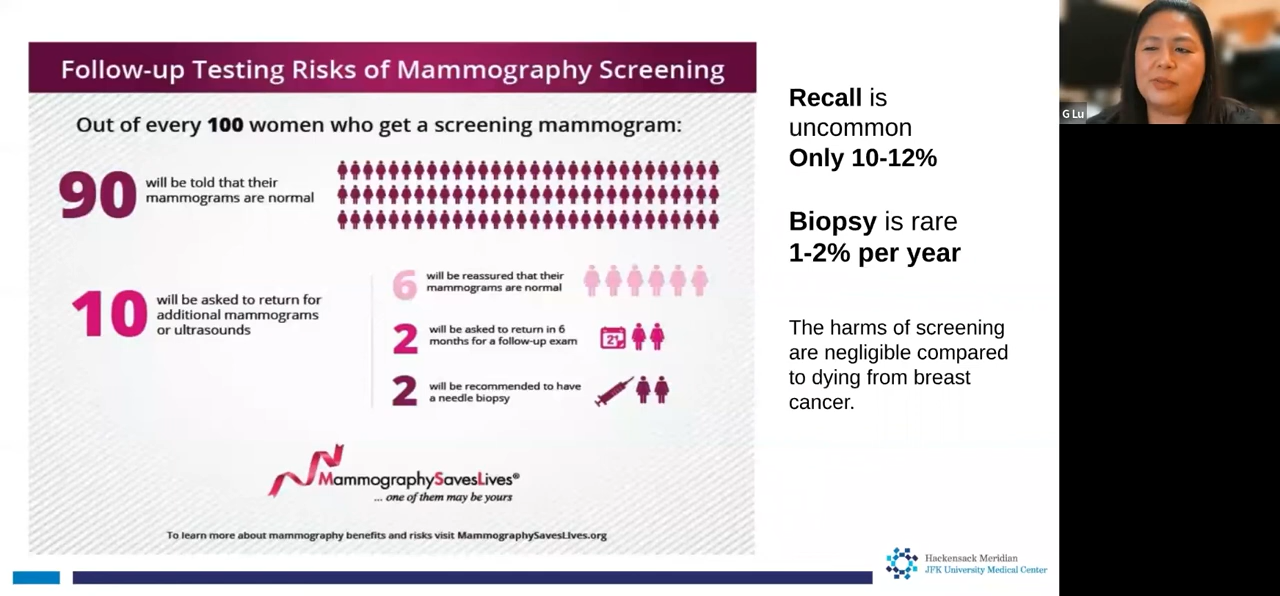 Follow-up Testing Risks of Mammography Screening
Out of every 100 women who get a screening mammogram:
90
will be told that their
mammograms are normal
10
will be asked to return for
additional mammograms
or ultrasounds
6
will be reassured that their
mammograms are normal
2
will be asked to return in 6
months for a follow-up exam
21
2
will be recommended to have
a needle biopsy
MammographySavesLives®
... one of them may be yours
To learn more about mammography benefits and risks visit MammographySavesLives.org
Recall is
uncommon
Only 10-12%
Biopsy is rare
1-2% per year
The harms of screening
are negligible compared
to dying from breast
cancer.
Hackensack Meridian
JFK University Medical Center
G Lu